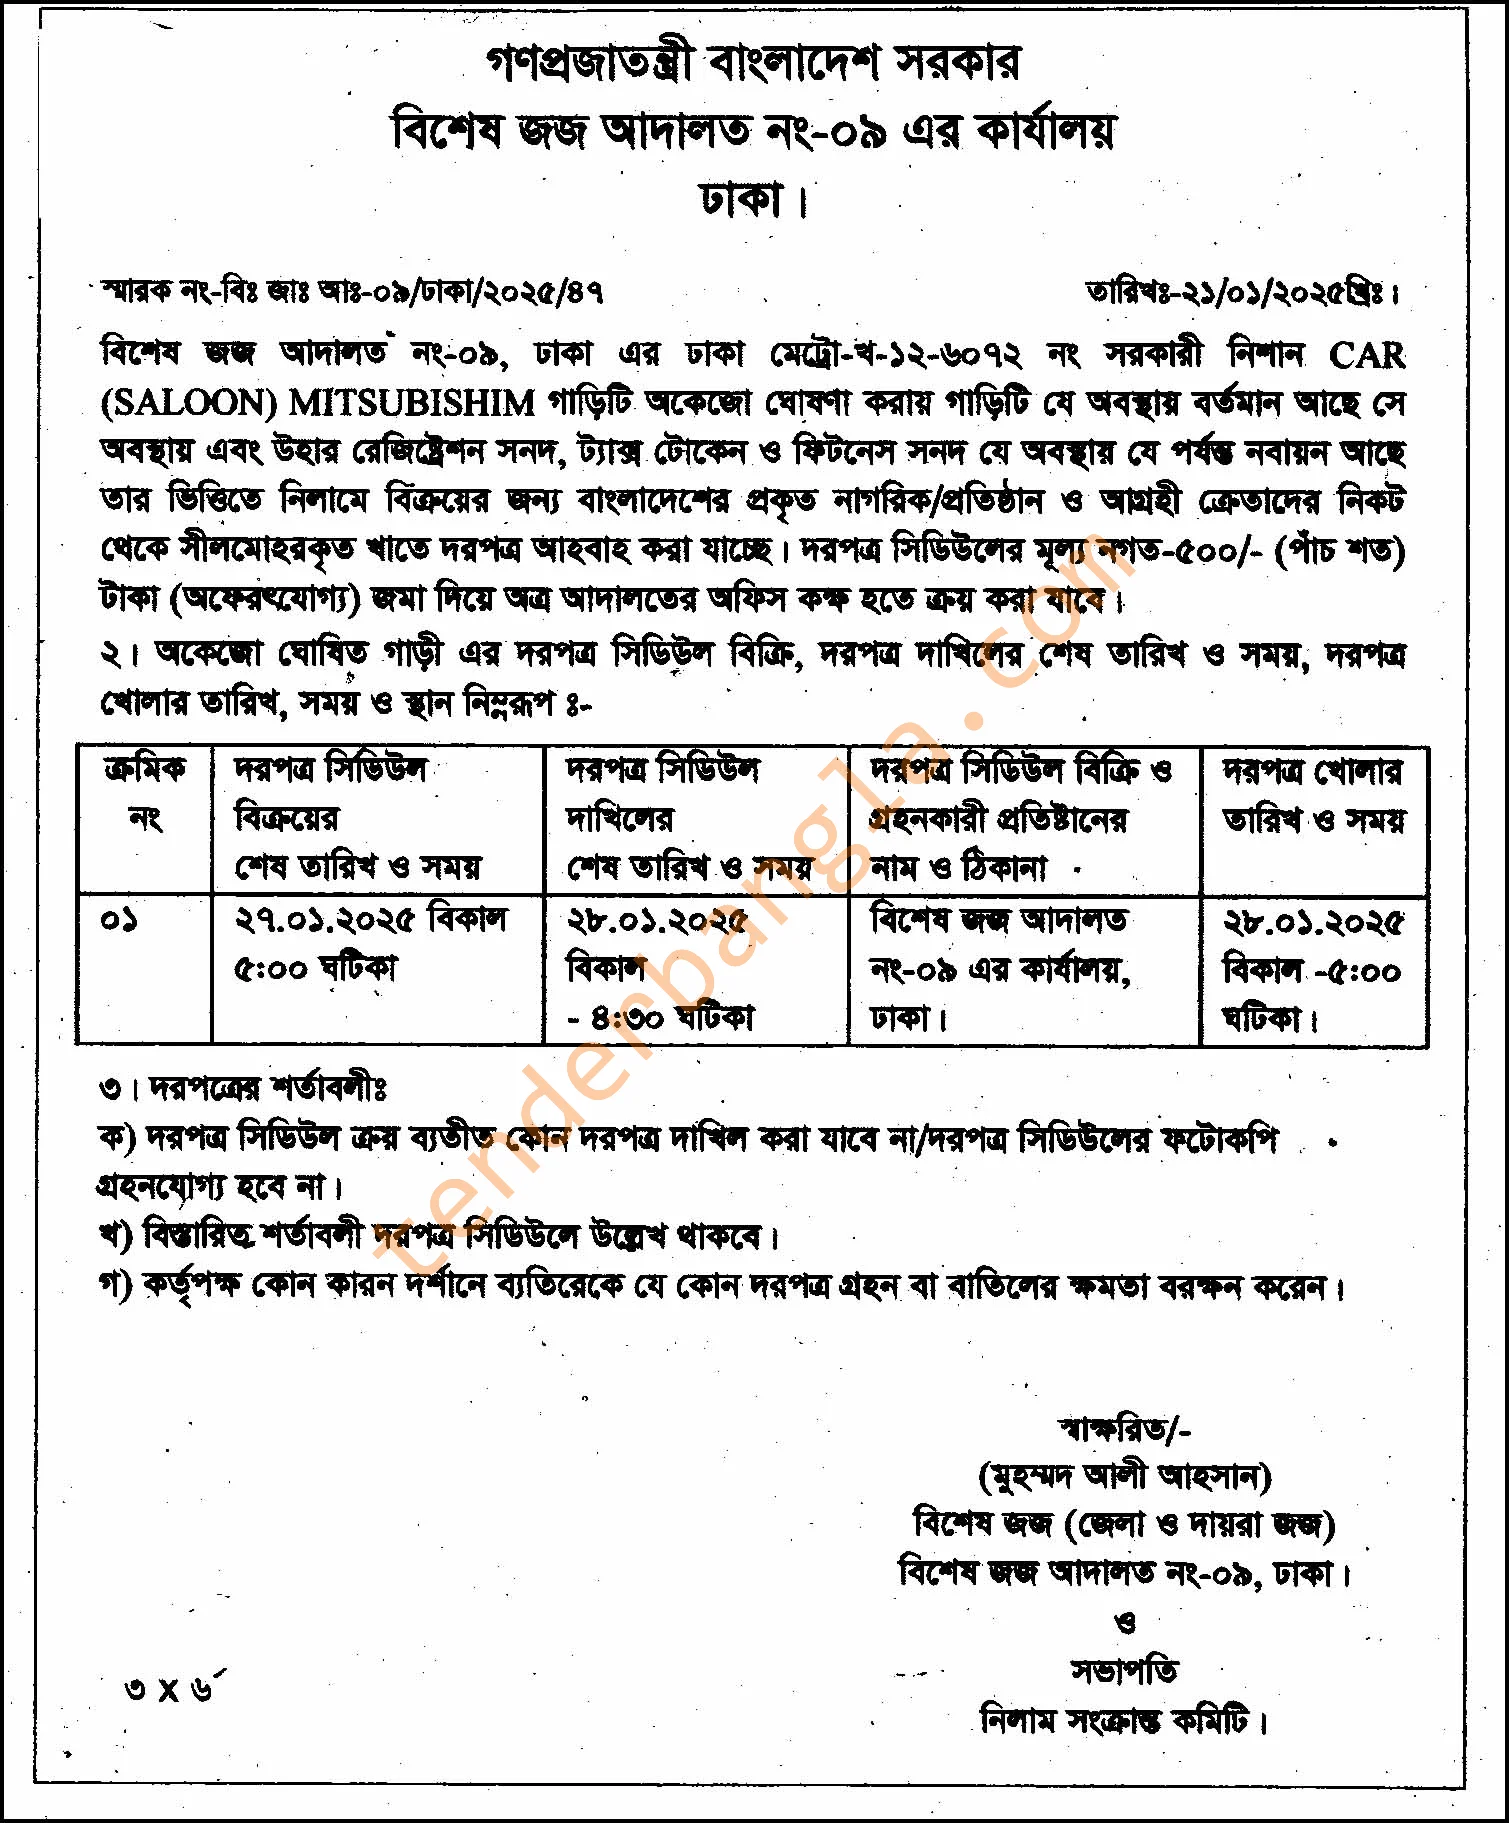 গণপ্রজাতন্ত্রী বাংলাদেশ সরকার
বিশেষ জজ আদালত নং-০৯ এর কার্যালয়
ঢাকা।
স্মারক নং-বিঃ জাঃ আঃ-০৯/ঢাকা/২০২৫/৪৭
তারিখঃ-২১/০১/২০২৫খ্রিঃ।
বিশেষ জজ আদালত নং-০৯, ঢাকা এর ঢাকা মেট্রো-খ-১২-৬০৭২ নং সরকারী নিশান CAR
(SALOON) MITSUBISHIM গাড়িটি অকেজো ঘোষণা করায় গাড়িটি যে অবস্থায় বর্তমান আছে সে
অবস্থায় এবং উহার রেজিষ্ট্রেশন সনদ, ট্যাক্স টোকেন ও ফিটনেস সনদ যে অবস্থায় যে পর্যন্ত নবায়ন আছে
তার ভিত্তিতে নিলামে বিক্রয়ের জন্য বাংলাদেশের প্রকৃত নাগরিক/প্রতিষ্ঠান ও আগ্রহী ক্রেতাদের নিকট
থেকে সীলমোহরকৃত খাতে দরপত্র আহবাহ করা যাচ্ছে। দরপত্র সিডিউলের মূল্য নগত-৫০০/- (পাঁচ শত)
টাকা (অফেরৎযোগ্য) জমা দিয়ে অত্র আদালতের অফিস কক্ষ হতে ক্রয় করা যাবে।
২। অকেজো ঘোষিত গাড়ী এর দরপত্র সিডিউল বিক্রি, দরপত্র দাখিলের শেষ তারিখ ও সময়, দরপত্র
খোলার তারিখ, সময় ও স্থান নিম্নরূপ ঃ-
ক্রমিক
নং
দরপত্র সিডিউল
বিক্রয়ের
শেষ তারিখ ও সময়
দরপত্র সিডিউল
দাখিলের
শেষ তারিখ ও সময়
দরপত্র সিডিউল বিক্রি ও
গ্রহনকারী প্রতিষ্টানের
নাম ও ঠিকানা
দরপত্র খোলার
তারিখ ও সময়
০১
২৭.০১.২০২৫ বিকাল
৫:০০ ঘটিকা
২৮.০১.২০২৫
বিকাল
- ৪:৩০ ঘটিকা
বিশেষ জজ আদালত
নং-০৯ এর কার্যালয়,
ঢাকা।
২৮.০১.২০২৫
বিকাল -৫:০০
ঘটিকা।
৩। দরপত্রের শর্তাবলীঃ
ক) দরপত্র সিডিউল ক্রয় ব্যতীত কোন দরপত্র দাখিল করা যাবে না/দরপত্র সিডিউলের ফটোকপি
গ্রহনযোগ্য হবে না।
খ) বিস্তারিত শর্তাবলী দরপত্র সিডিউলে উল্লেখ থাকবে।
গ) কর্তৃপক্ষ কোন কারন দর্শানে ব্যতিরেকে যে কোন দরপত্র গ্রহন বা বাতিলের ক্ষমতা বরক্ষন করেন।
স্বাক্ষরিত/-
(মুহম্মদ আলী আহসান)
বিশেষ জজ (জেলা ও দায়রা জজ)
বিশেষ জজ আদালত নং-০৯, ঢাকা।
ও
সভাপতি
নিলাম সংক্রান্ত কমিটি।
৩ X ৬
tenderbangla.com